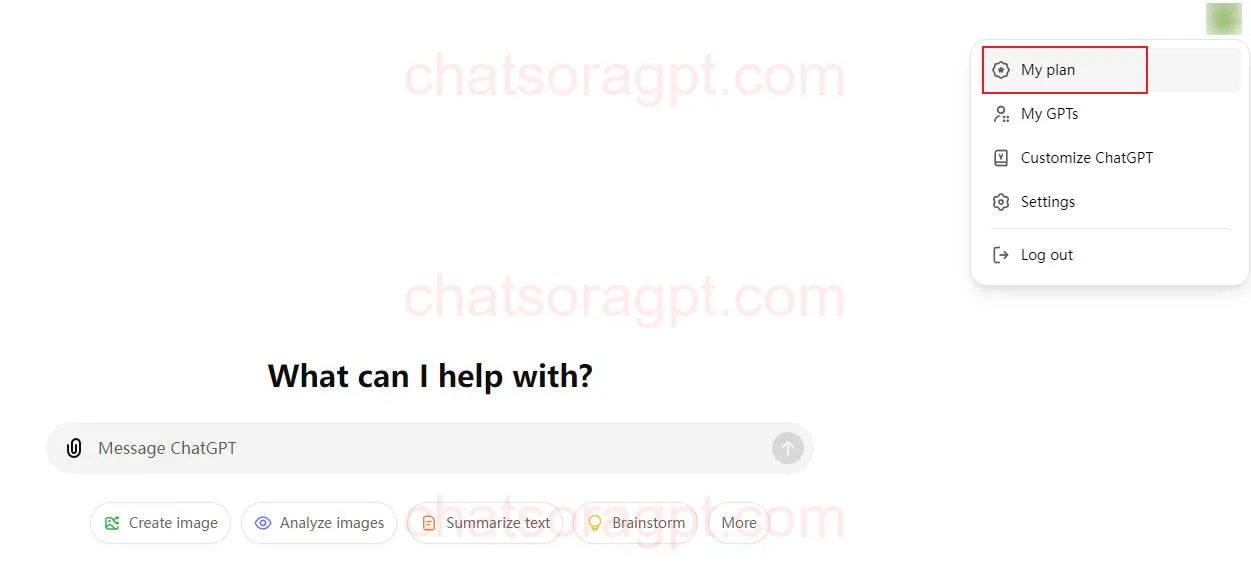 chatsoragpt.com
My plan
My GPTs
Customize ChatGPT
Settings
Log out
chatsoragpt.com
What can I help with?
Message ChatGPT
Create image
Analyze images
Summarize text
Brainstorm
More
chatsoragpt.com